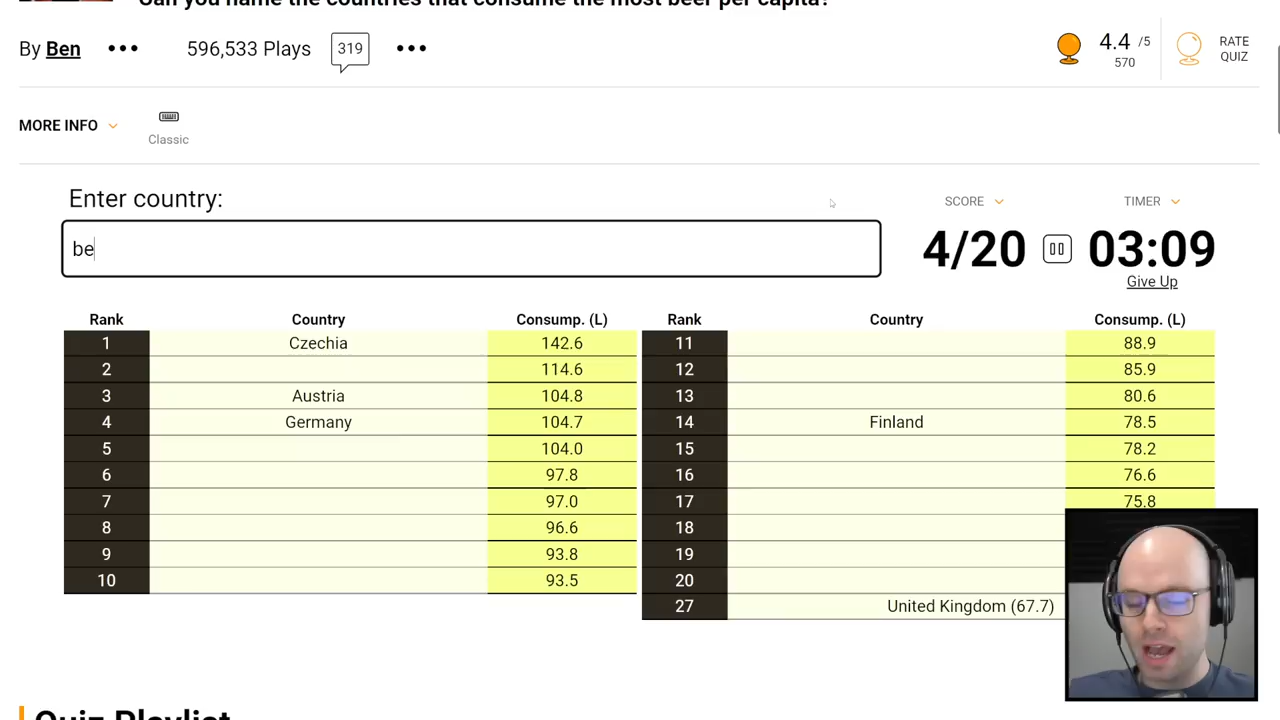 Can you name the countries that consume the most beer per capita?
By Ben ••• 596,533 Plays 319 ••• 4.4 /5 570 RATE QUIZ
MORE INFO Classic
Enter country: SCORE TIMER
be 4/20 03:09
Give Up
Rank Country Consump. (L) Rank Country Consump. (L)
1 Czechia 142.6 11 88.9
2 114.6 12 85.9
3 Austria 104.8 13 80.6
4 Germany 104.7 14 Finland 78.5
5 104.0 15 78.2
6 97.8 16 76.6
7 97.0 17 75.8
8 96.6 18
9 93.8 19
10 93.5 20
27 United Kingdom (67.7)
Quiz Playlist